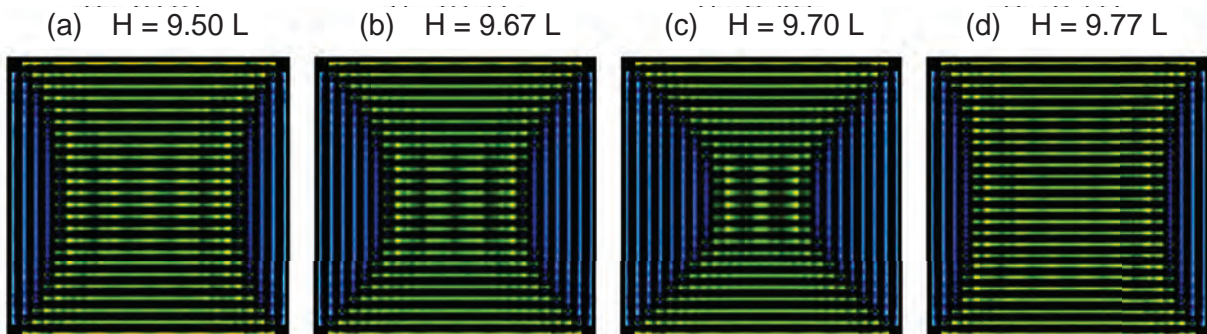 (a) H = 9.50 L (b) H = 9.67 L (c) H = 9.70 L (d) H = 9.77 L